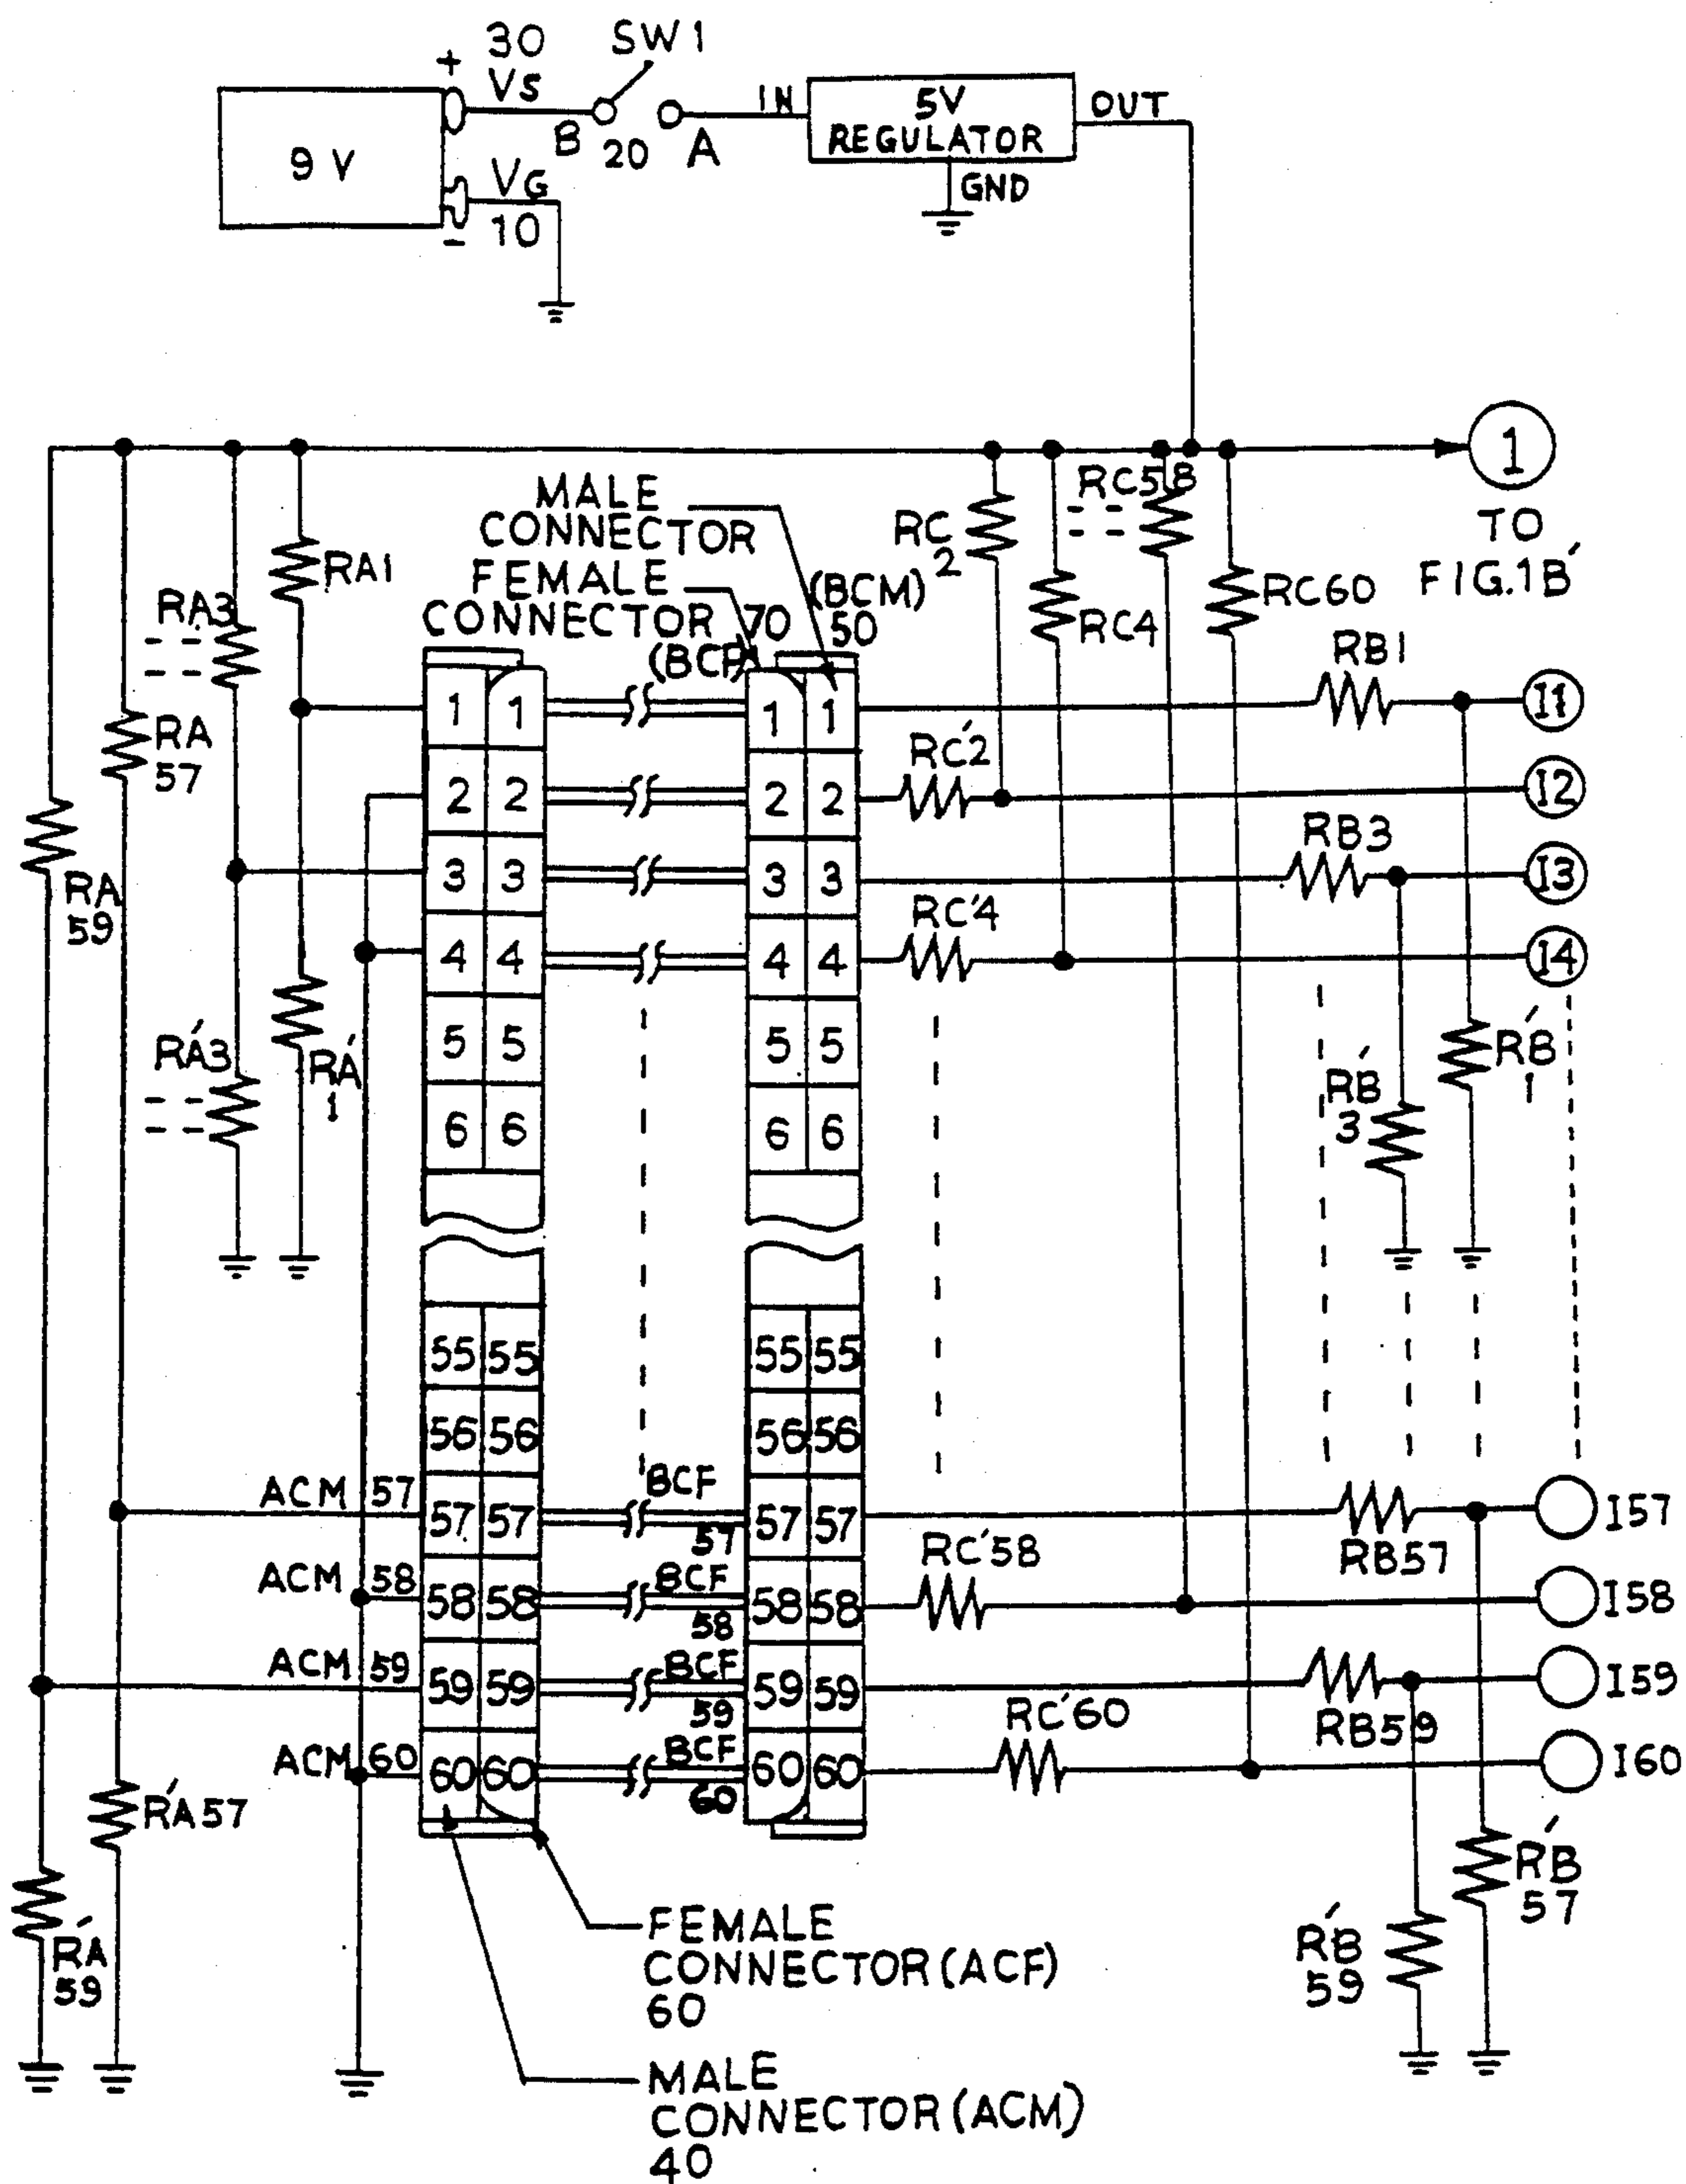 +
30
VS
SW1
9 V
B
20
A
IN
5V
REGULATOR
OUT
GND
VG
10
-
1
TO
FIG.1B'
MALE
CONNECTOR
(BCM)
50
FEMALE
CONNECTOR 70
(BCF)
RC
2
RC58
RC4
RC60
RA1
RA3
RA
57
RA
59
RB1
I1
1 1
1 1
RC'2
I2
2 2
2 2
RB3
I3
3 3
3 3
RC'4
I4
4 4
4 4
5 5
5 5
6 6
6 6
RA'3
RA'
1
RB'
1
RB'
3
55 55
55 55
56 56
56 56
ACM 57
57 57
BCF
57
57 57
RB57
I57
ACM 58
58 58
BCF
58
58 58
RC'58
I58
ACM 59
59 59
BCF
59
59 59
RB59
I59
ACM 60
60 60
BCF
60
60 60
RC'60
I60
RA'57
RA'
59
RB'
57
RB'
59
FEMALE
CONNECTOR (ACF)
60
MALE
CONNECTOR (ACM)
40